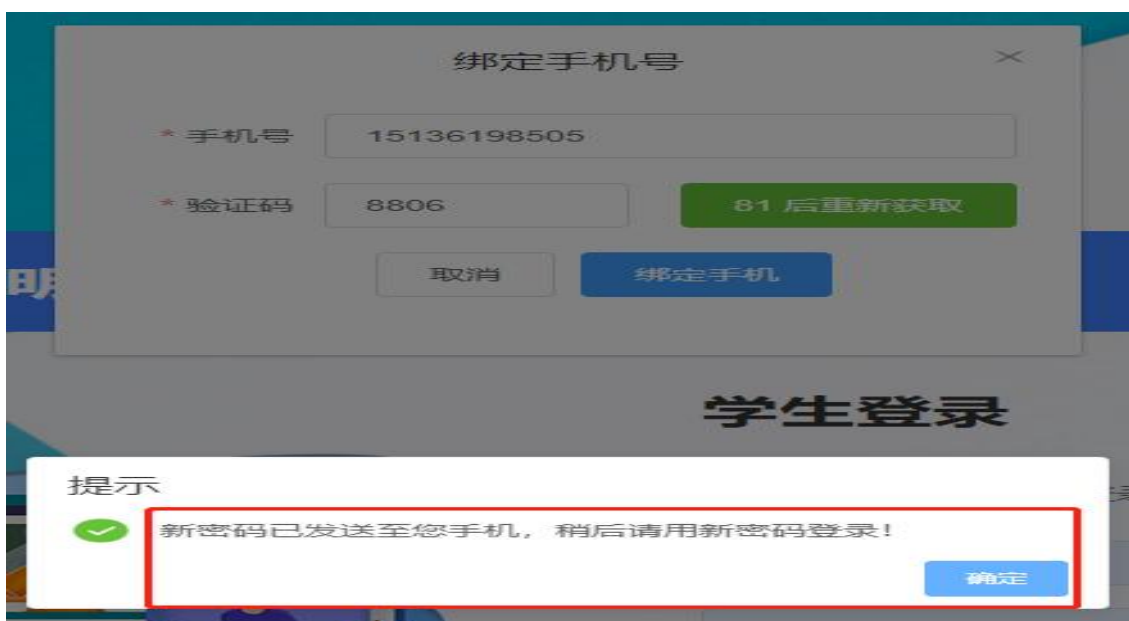 绑定手机号
* 手机号 15136198505
* 验证码 8806 81 后重新获取
取消 绑定手机
明
学生登录
提示
新密码已发送至您手机，稍后请用新密码登录！
确定